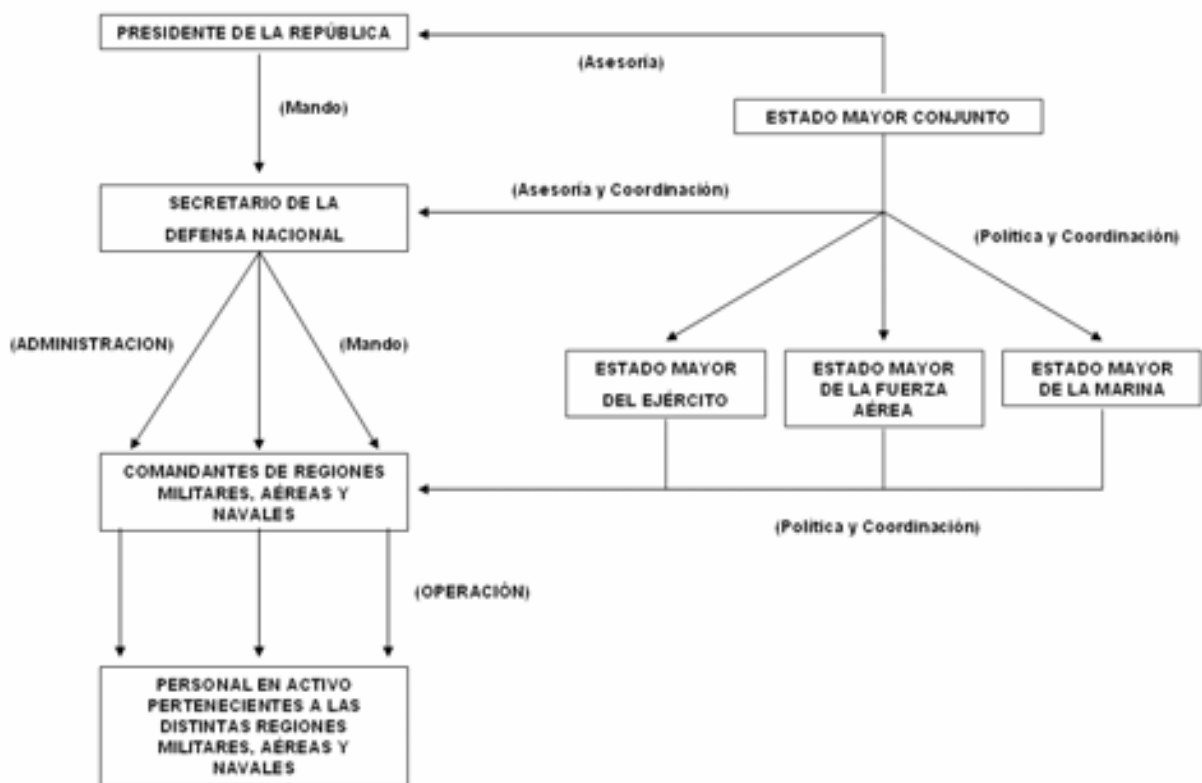 PRESIDENTE DE LA REPÚBLICA
(Asesoría)
(Mando)
ESTADO MAYOR CONJUNTO
SECRETARIO DE LA
DEFENSA NACIONAL
(Asesoría y Coordinación)
(Política y Coordinación)
(ADMINISTRACION)
(Mando)
ESTADO MAYOR
DEL EJÉRCITO
ESTADO MAYOR
DE LA FUERZA
AÉREA
ESTADO MAYOR
DE LA MARINA
COMANDANTES DE REGIONES
MILITARES, AÉREAS Y
NAVALES
(Política y Coordinación)
(OPERACIÓN)
PERSONAL EN ACTIVO
PERTENECIENTES A LAS
DISTINTAS REGIONES
MILITARES, AÉREAS Y
NAVALES